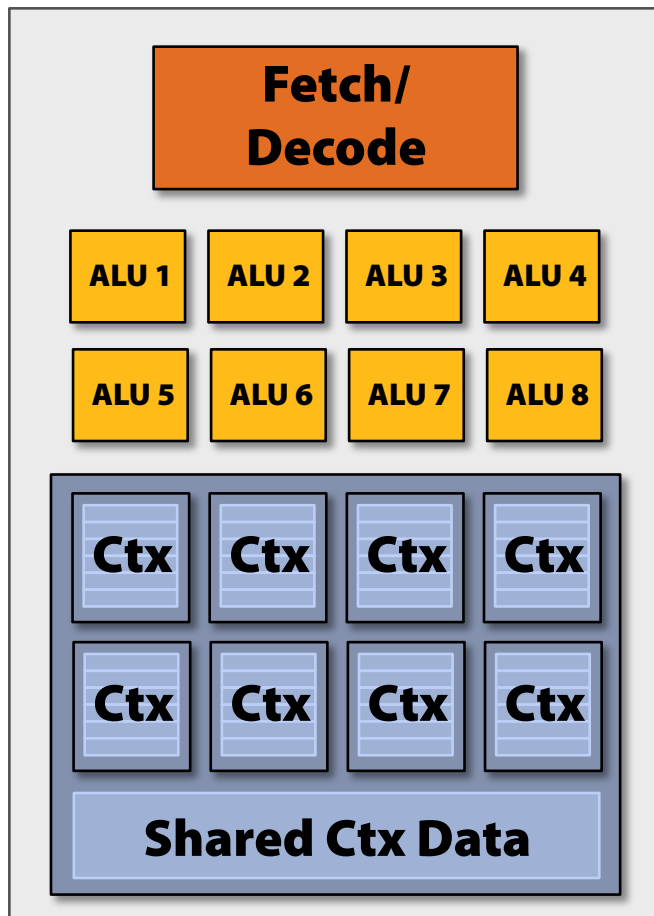 Fetch/
Decode
ALU 1 ALU 2 ALU 3 ALU 4
ALU 5 ALU 6 ALU 7 ALU 8
Ctx Ctx Ctx Ctx
Ctx Ctx Ctx Ctx
Shared Ctx Data